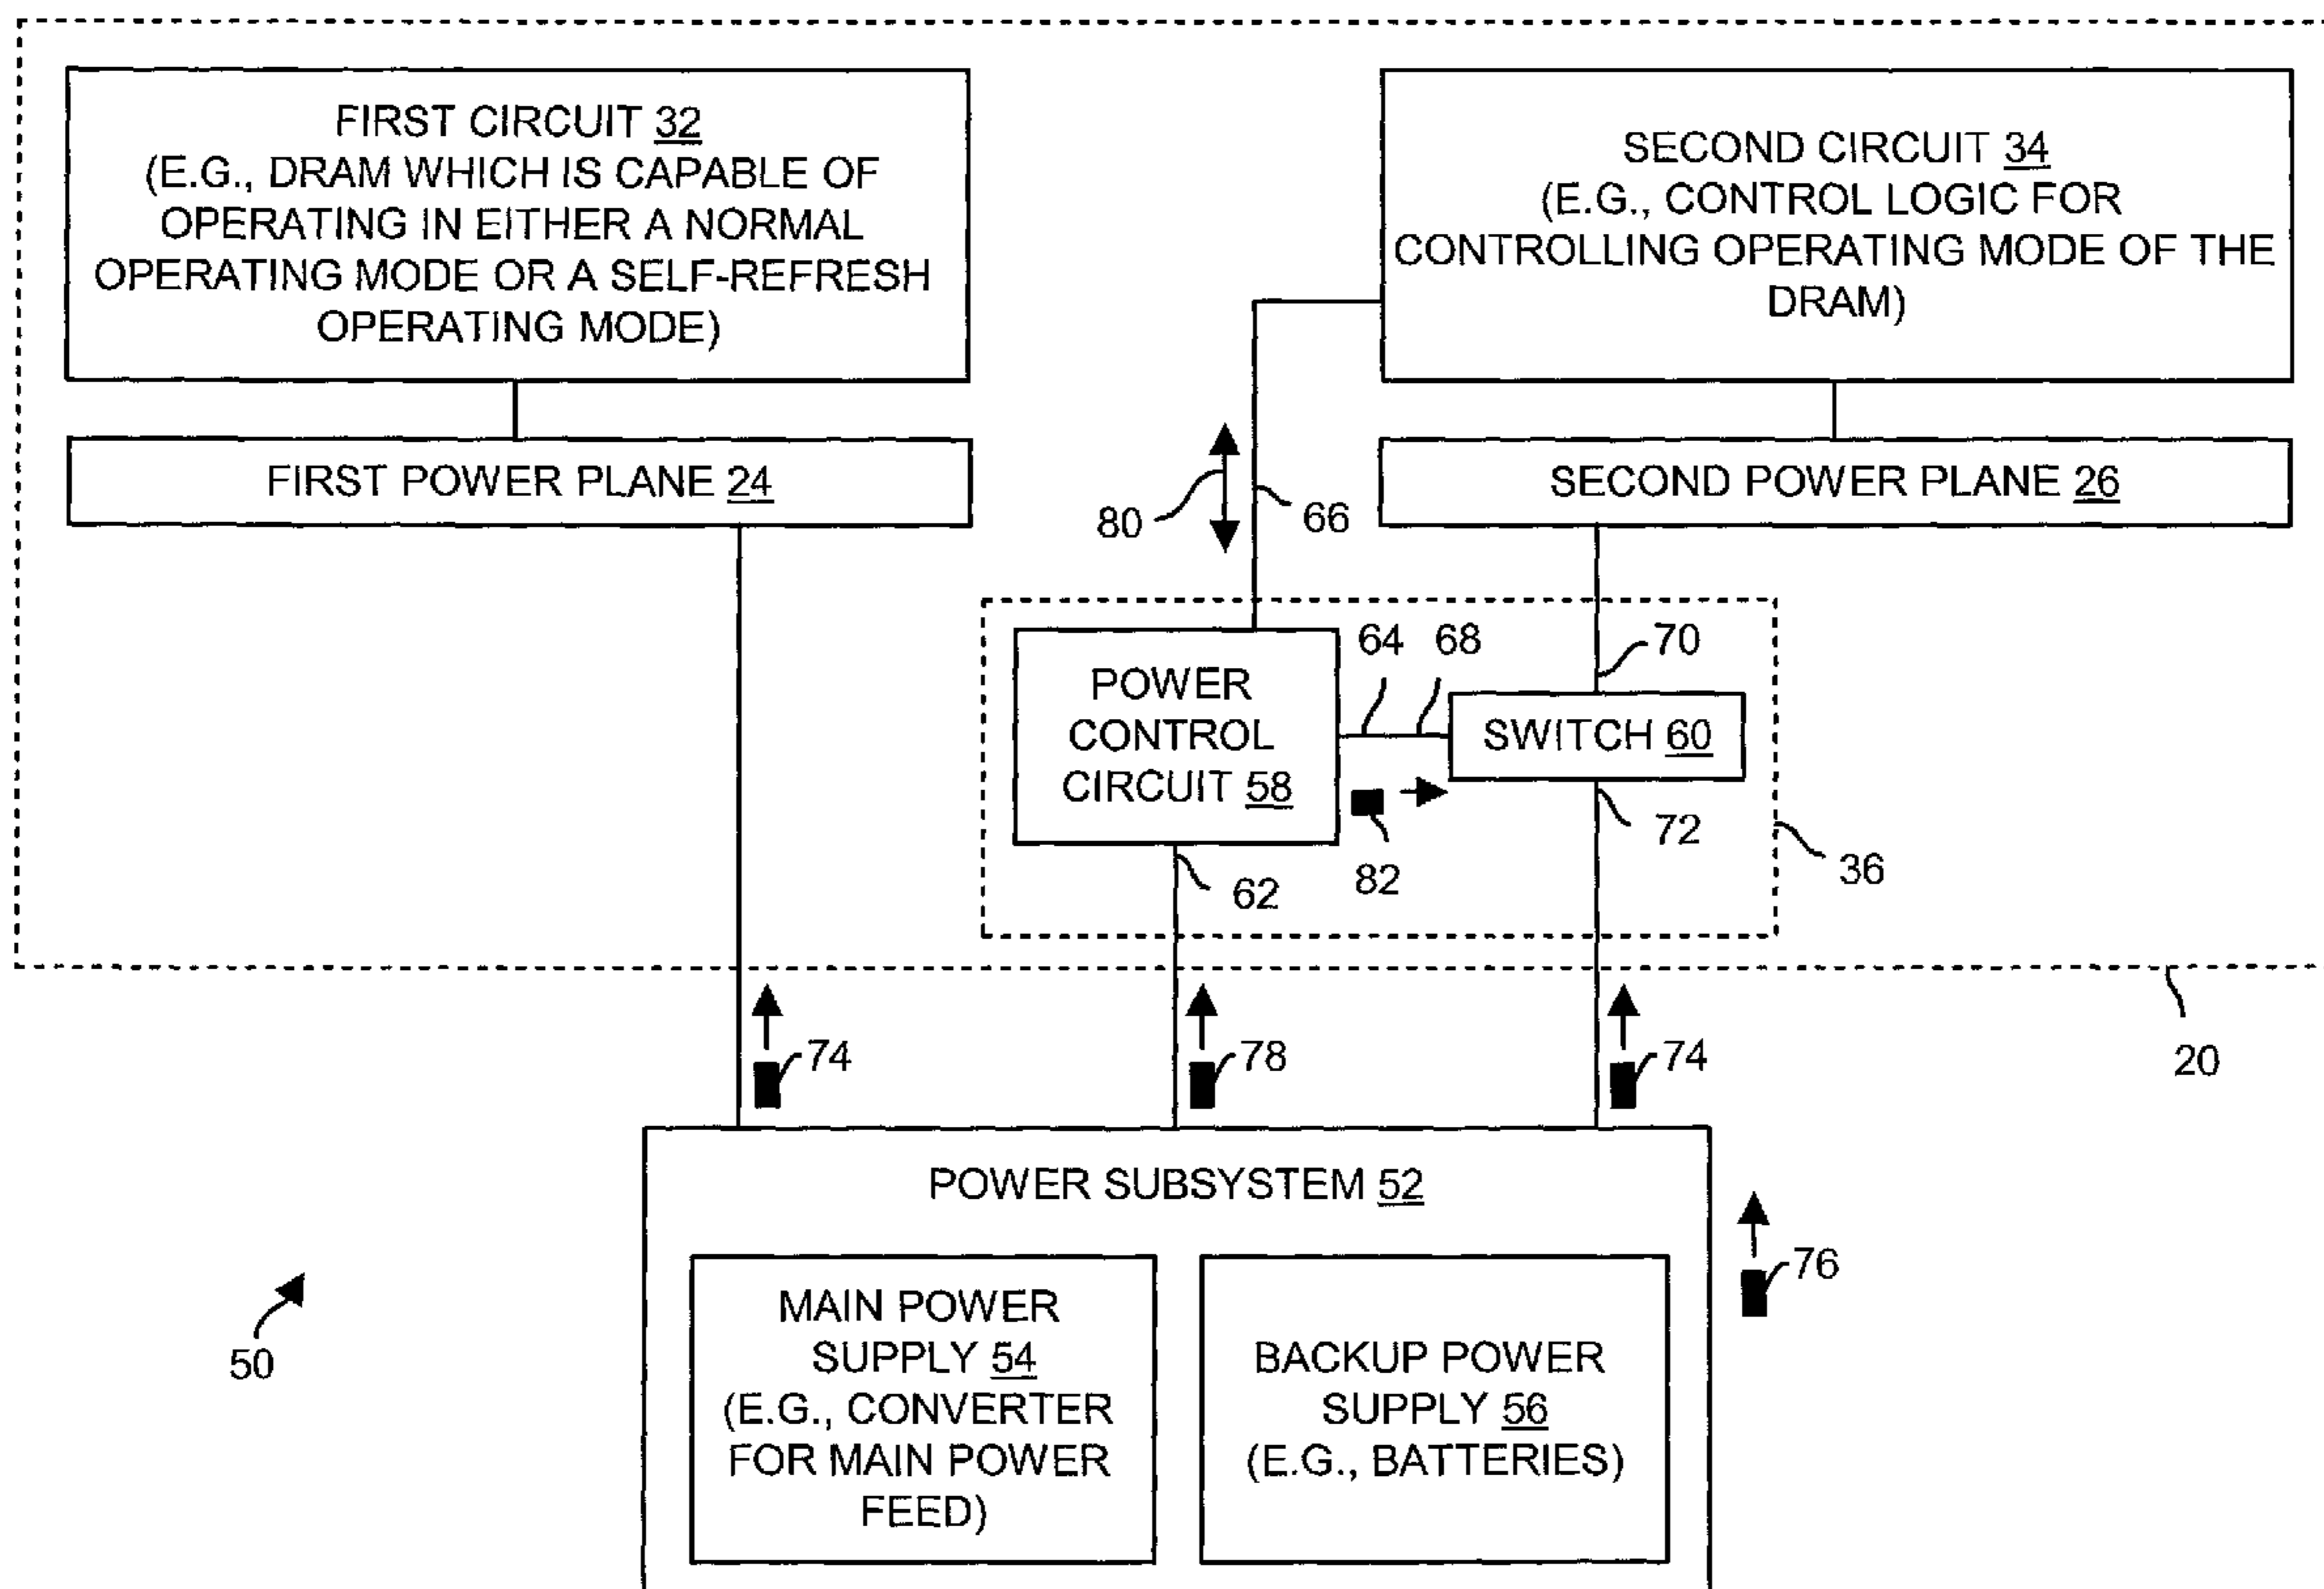 FIRST CIRCUIT 32
(E.G., DRAM WHICH IS CAPABLE OF
OPERATING IN EITHER A NORMAL
OPERATING MODE OR A SELF-REFRESH
OPERATING MODE)
SECOND CIRCUIT 34
(E.G., CONTROL LOGIC FOR
CONTROLLING OPERATING MODE OF THE
DRAM)
FIRST POWER PLANE 24
80
66
SECOND POWER PLANE 26
64
68
70
POWER
CONTROL
CIRCUIT 58
SWITCH 60
72
82
62
36
74
78
74
20
POWER SUBSYSTEM 52
76
50
MAIN POWER
SUPPLY 54
(E.G., CONVERTER
FOR MAIN POWER
FEED)
BACKUP POWER
SUPPLY 56
(E.G., BATTERIES)